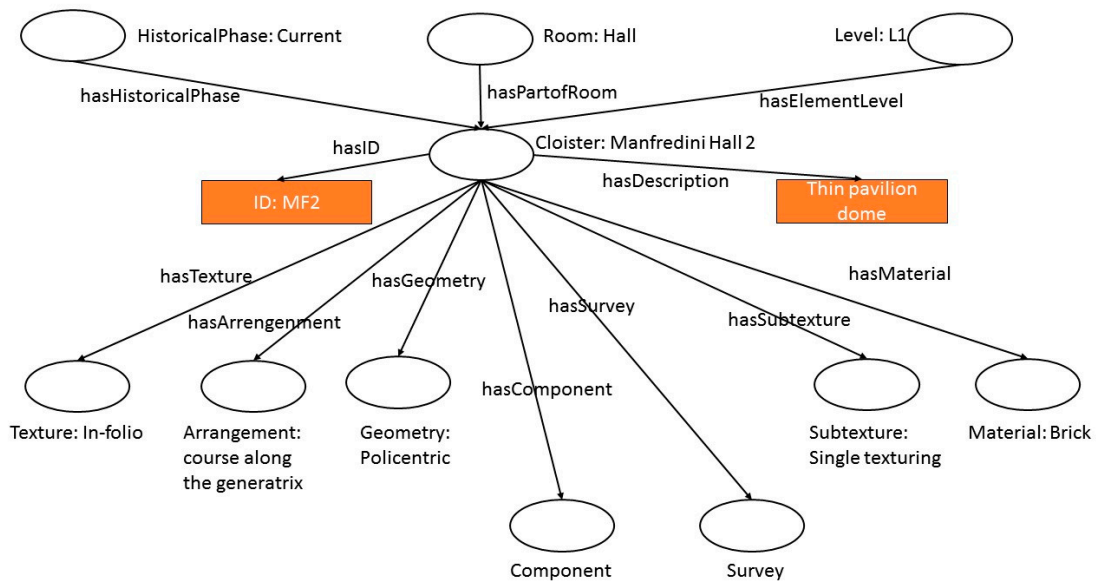 HistoricalPhase: Current
Room: Hall
Level: L1
hasHistoricalPhase
hasPartofRoom
hasElementLevel
hasID
Cloister: Manfredini Hall 2
hasDescription
ID: MF2
Thin pavilion
dome
hasTexture
hasGeometry
hasMaterial
hasArrengenment
hasSurvey
hasSubtexture
hasComponent
Texture: In-folio
Arrangement:
course along
the generatrix
Geometry:
Policentric
Subtexture:
Single texturing
Material: Brick
Component
Survey